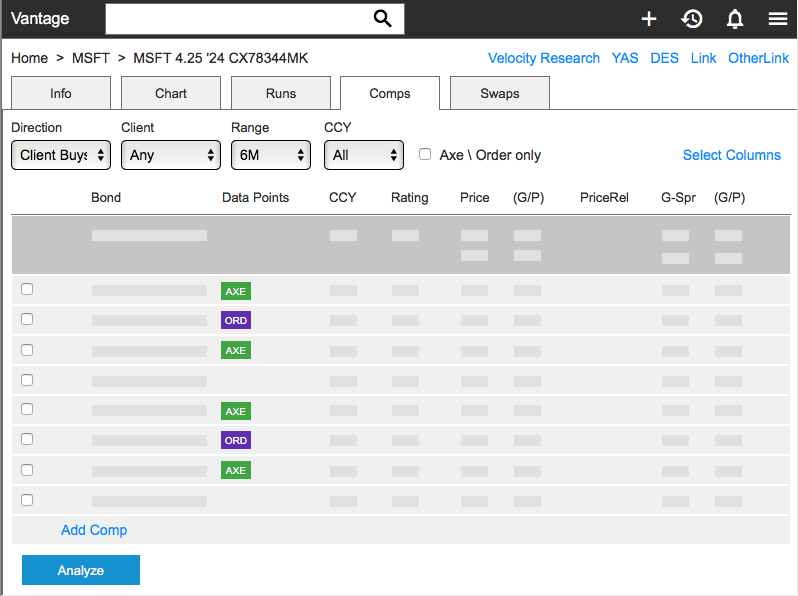 Vantage
Home > MSFT > MSFT 4.25 '24 CX78344MK
Velocity Research YAS DES Link OtherLink
Info Chart Runs Comps Swaps
Direction Client Range CCY
Client Buys Any 6M All Axe \ Order only Select Columns
Bond Data Points CCY Rating Price (G/P) PriceRel G-Spr (G/P)
AXE
ORD
AXE
AXE
ORD
AXE
Add Comp
Analyze